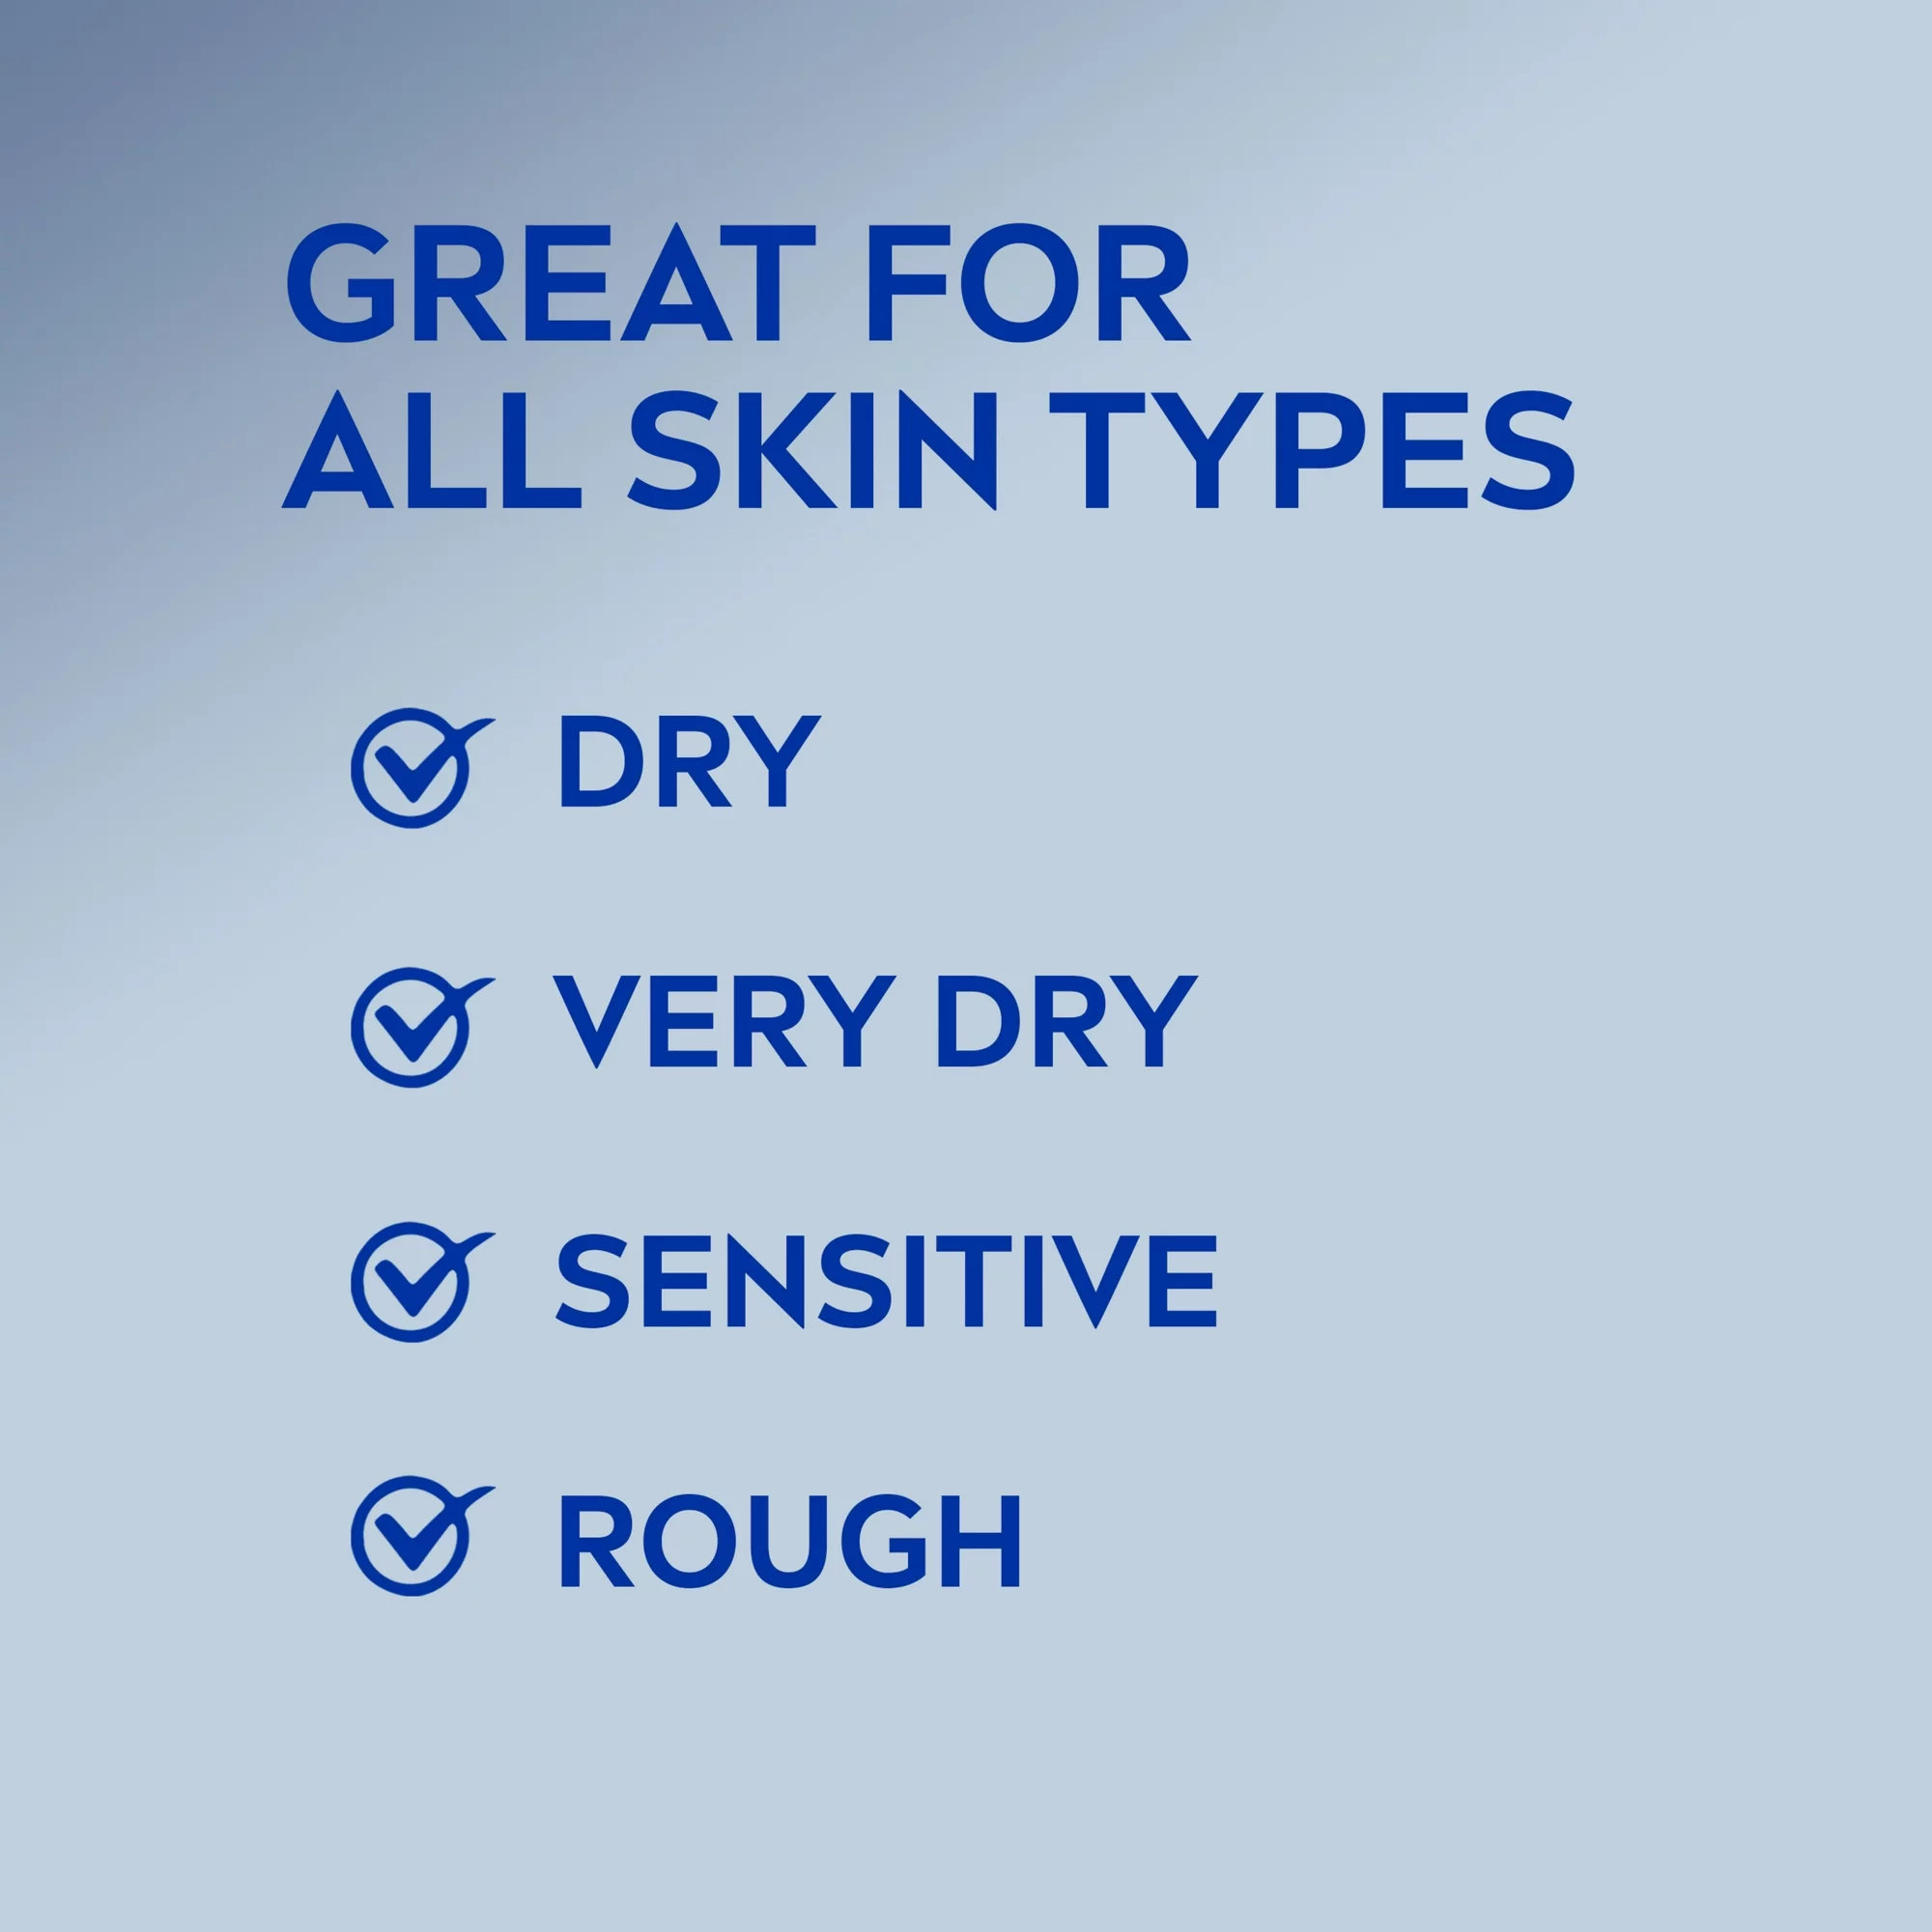 GREAT FOR
ALL SKIN TYPES
DRY
VERY DRY
SENSITIVE
ROUGH